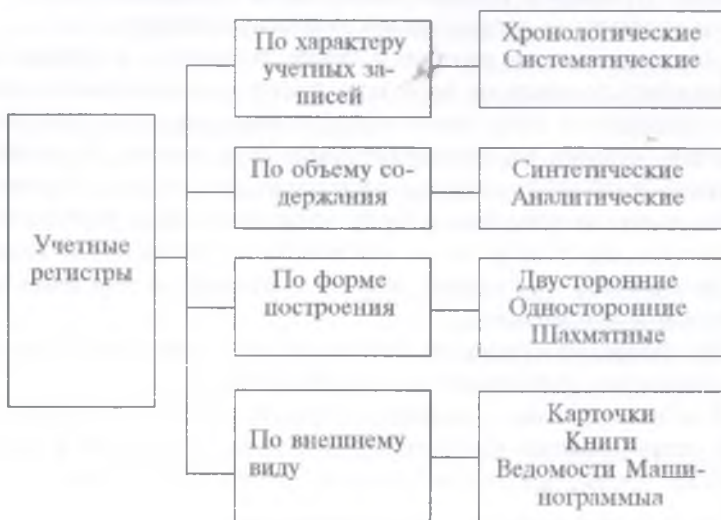 Учетные
регистры
По характеру
учетных за-
писей
Хронологические
Систематические
По объему со-
держания
Синтетические
Аналитические
По форме
построения
Двусторонние
Односторонние
Шахматные
По внешнему
виду
Карточки
Книги
Ведомости Маши-
нограммыа